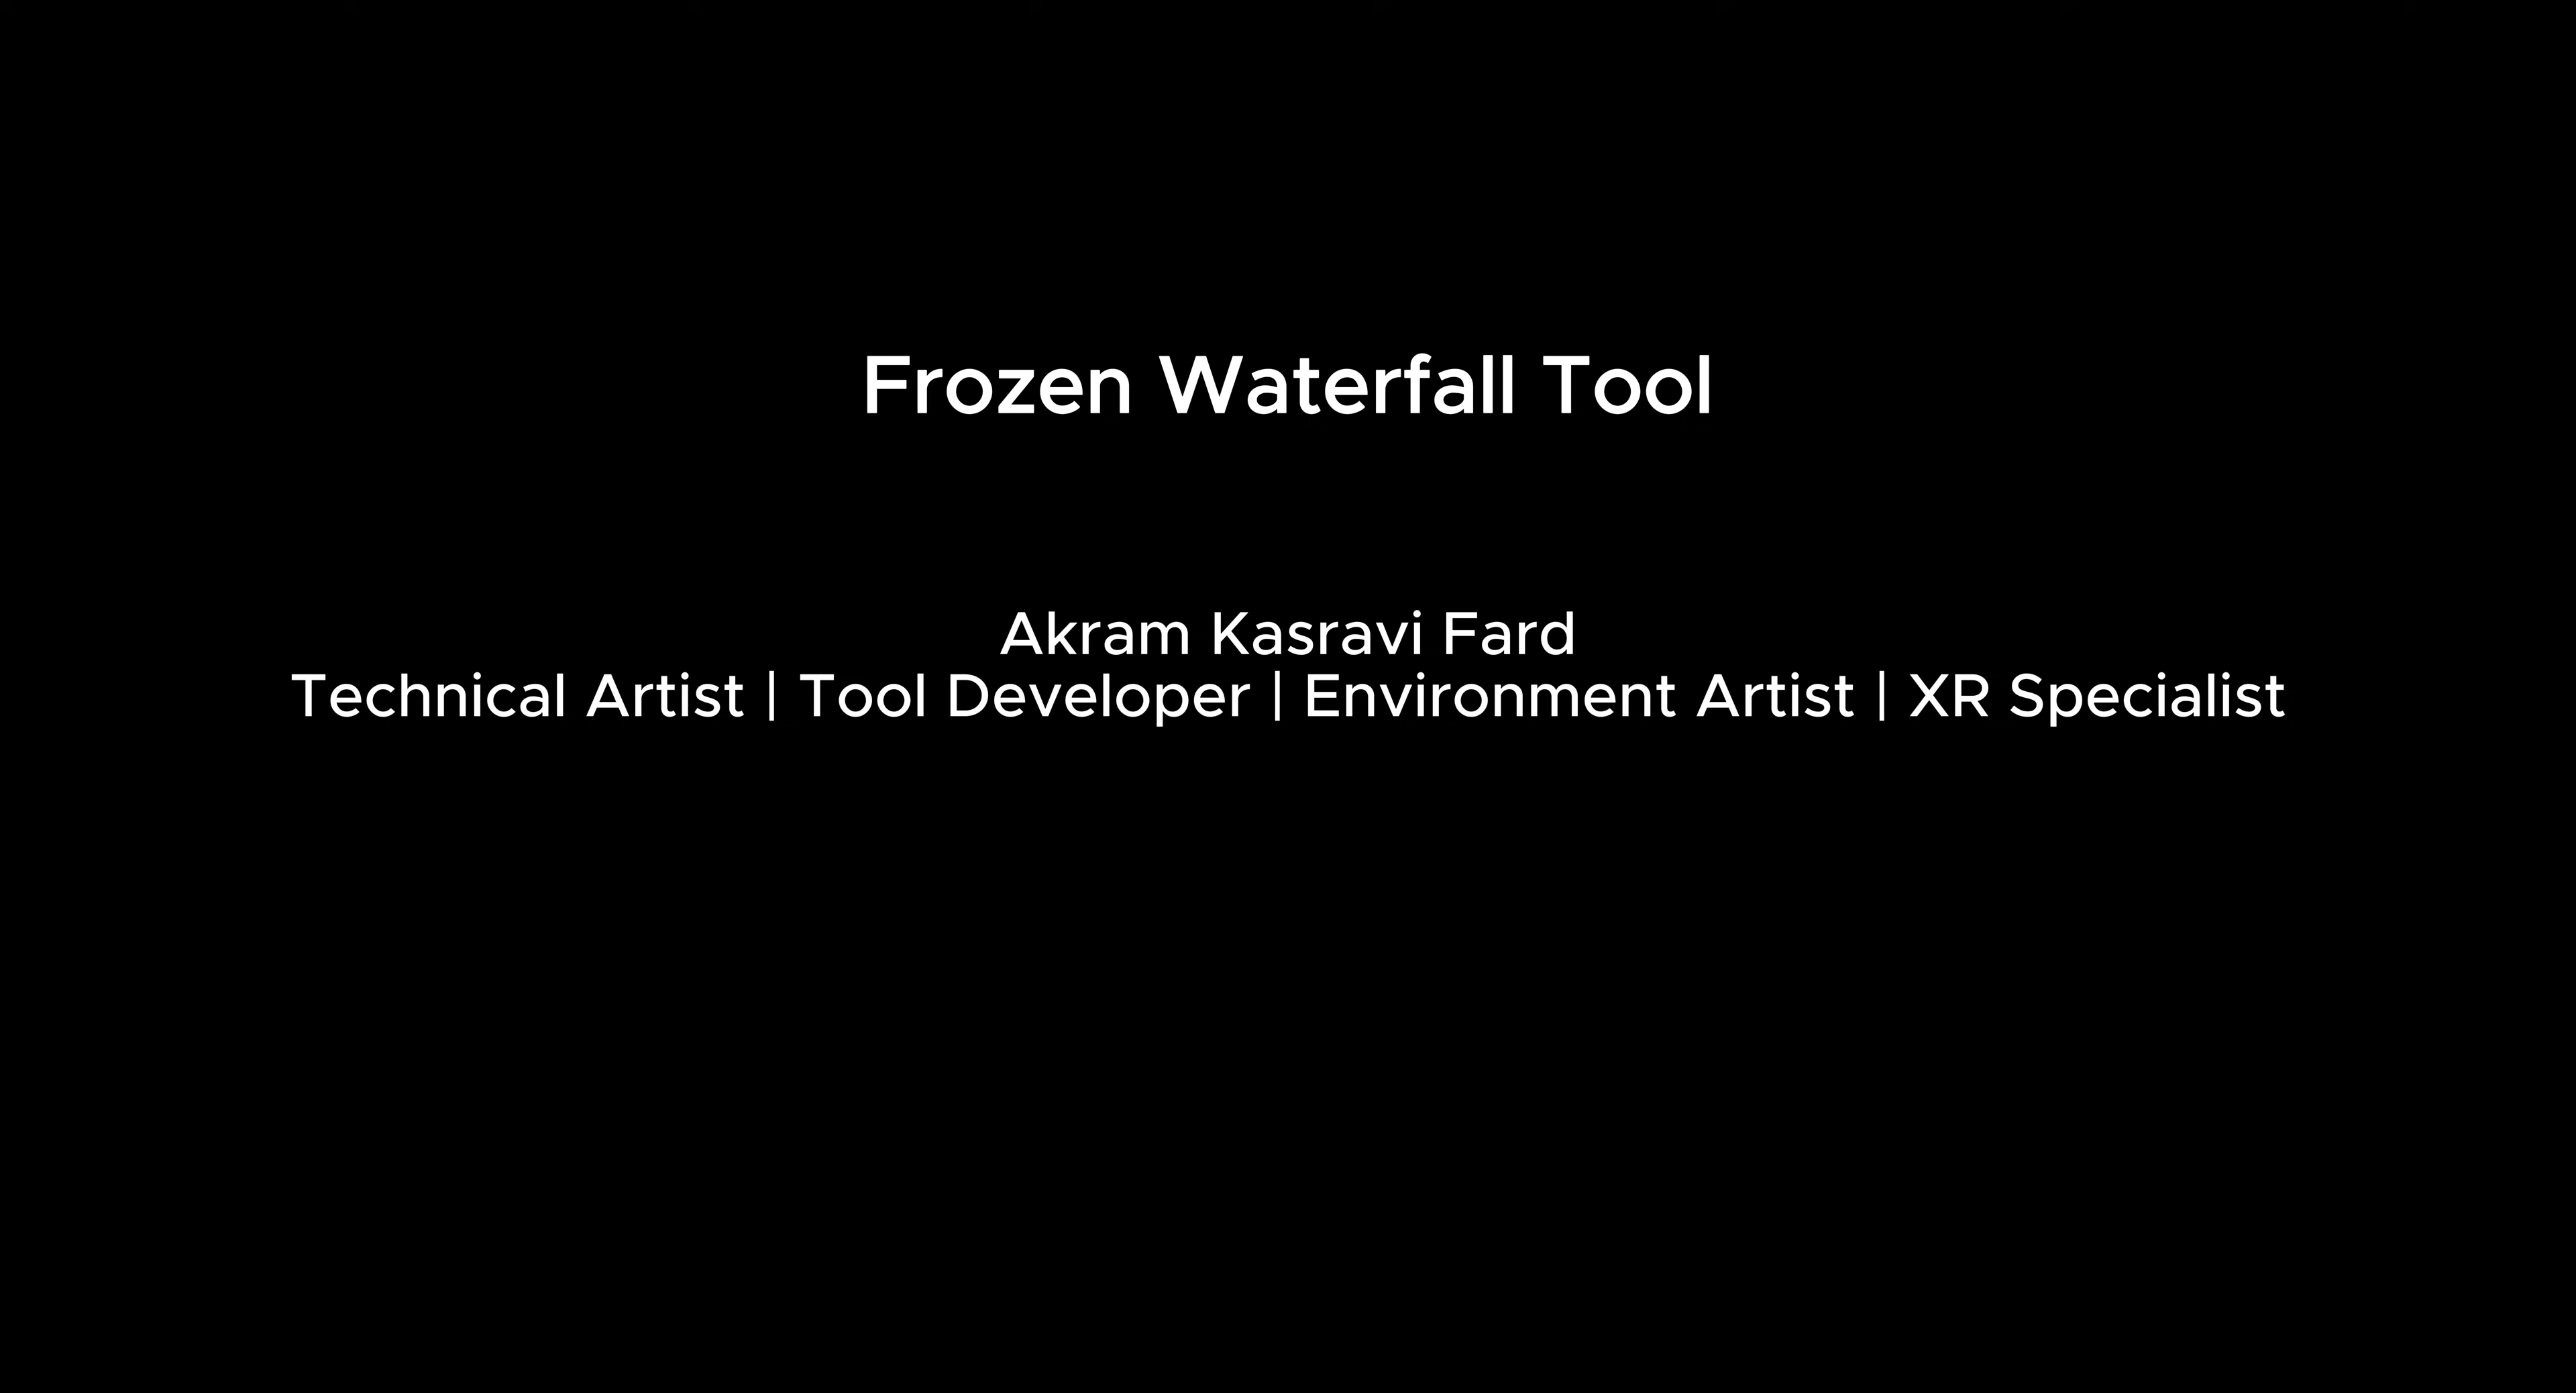 Frozen Waterfall Tool
Akram Kasravi Fard
Technical Artist | Tool Developer | Environment Artist | XR Specialist